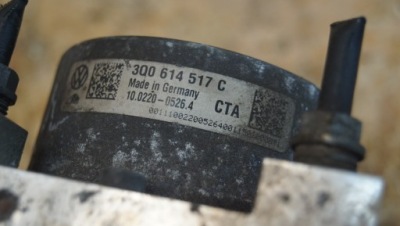 3Q0 614 517 C
Made in Germany
10.0220-0526.4 CTA